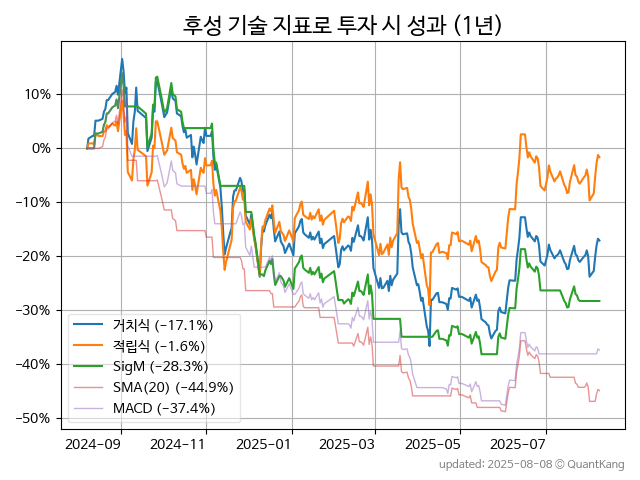 후성 기술 지표로 투자 시 성과 (1년)
10%
0%
−10%
−20%
−30%
−40%
−50%
거치식 (−17.1%)
적립식 (−1.6%)
SigM (−28.3%)
SMA(20) (−44.9%)
MACD (−37.4%)
2024-09
2024-11
2025-01
2025-03
2025-05
2025-07
updated: 2025-08-08 © QuantKang